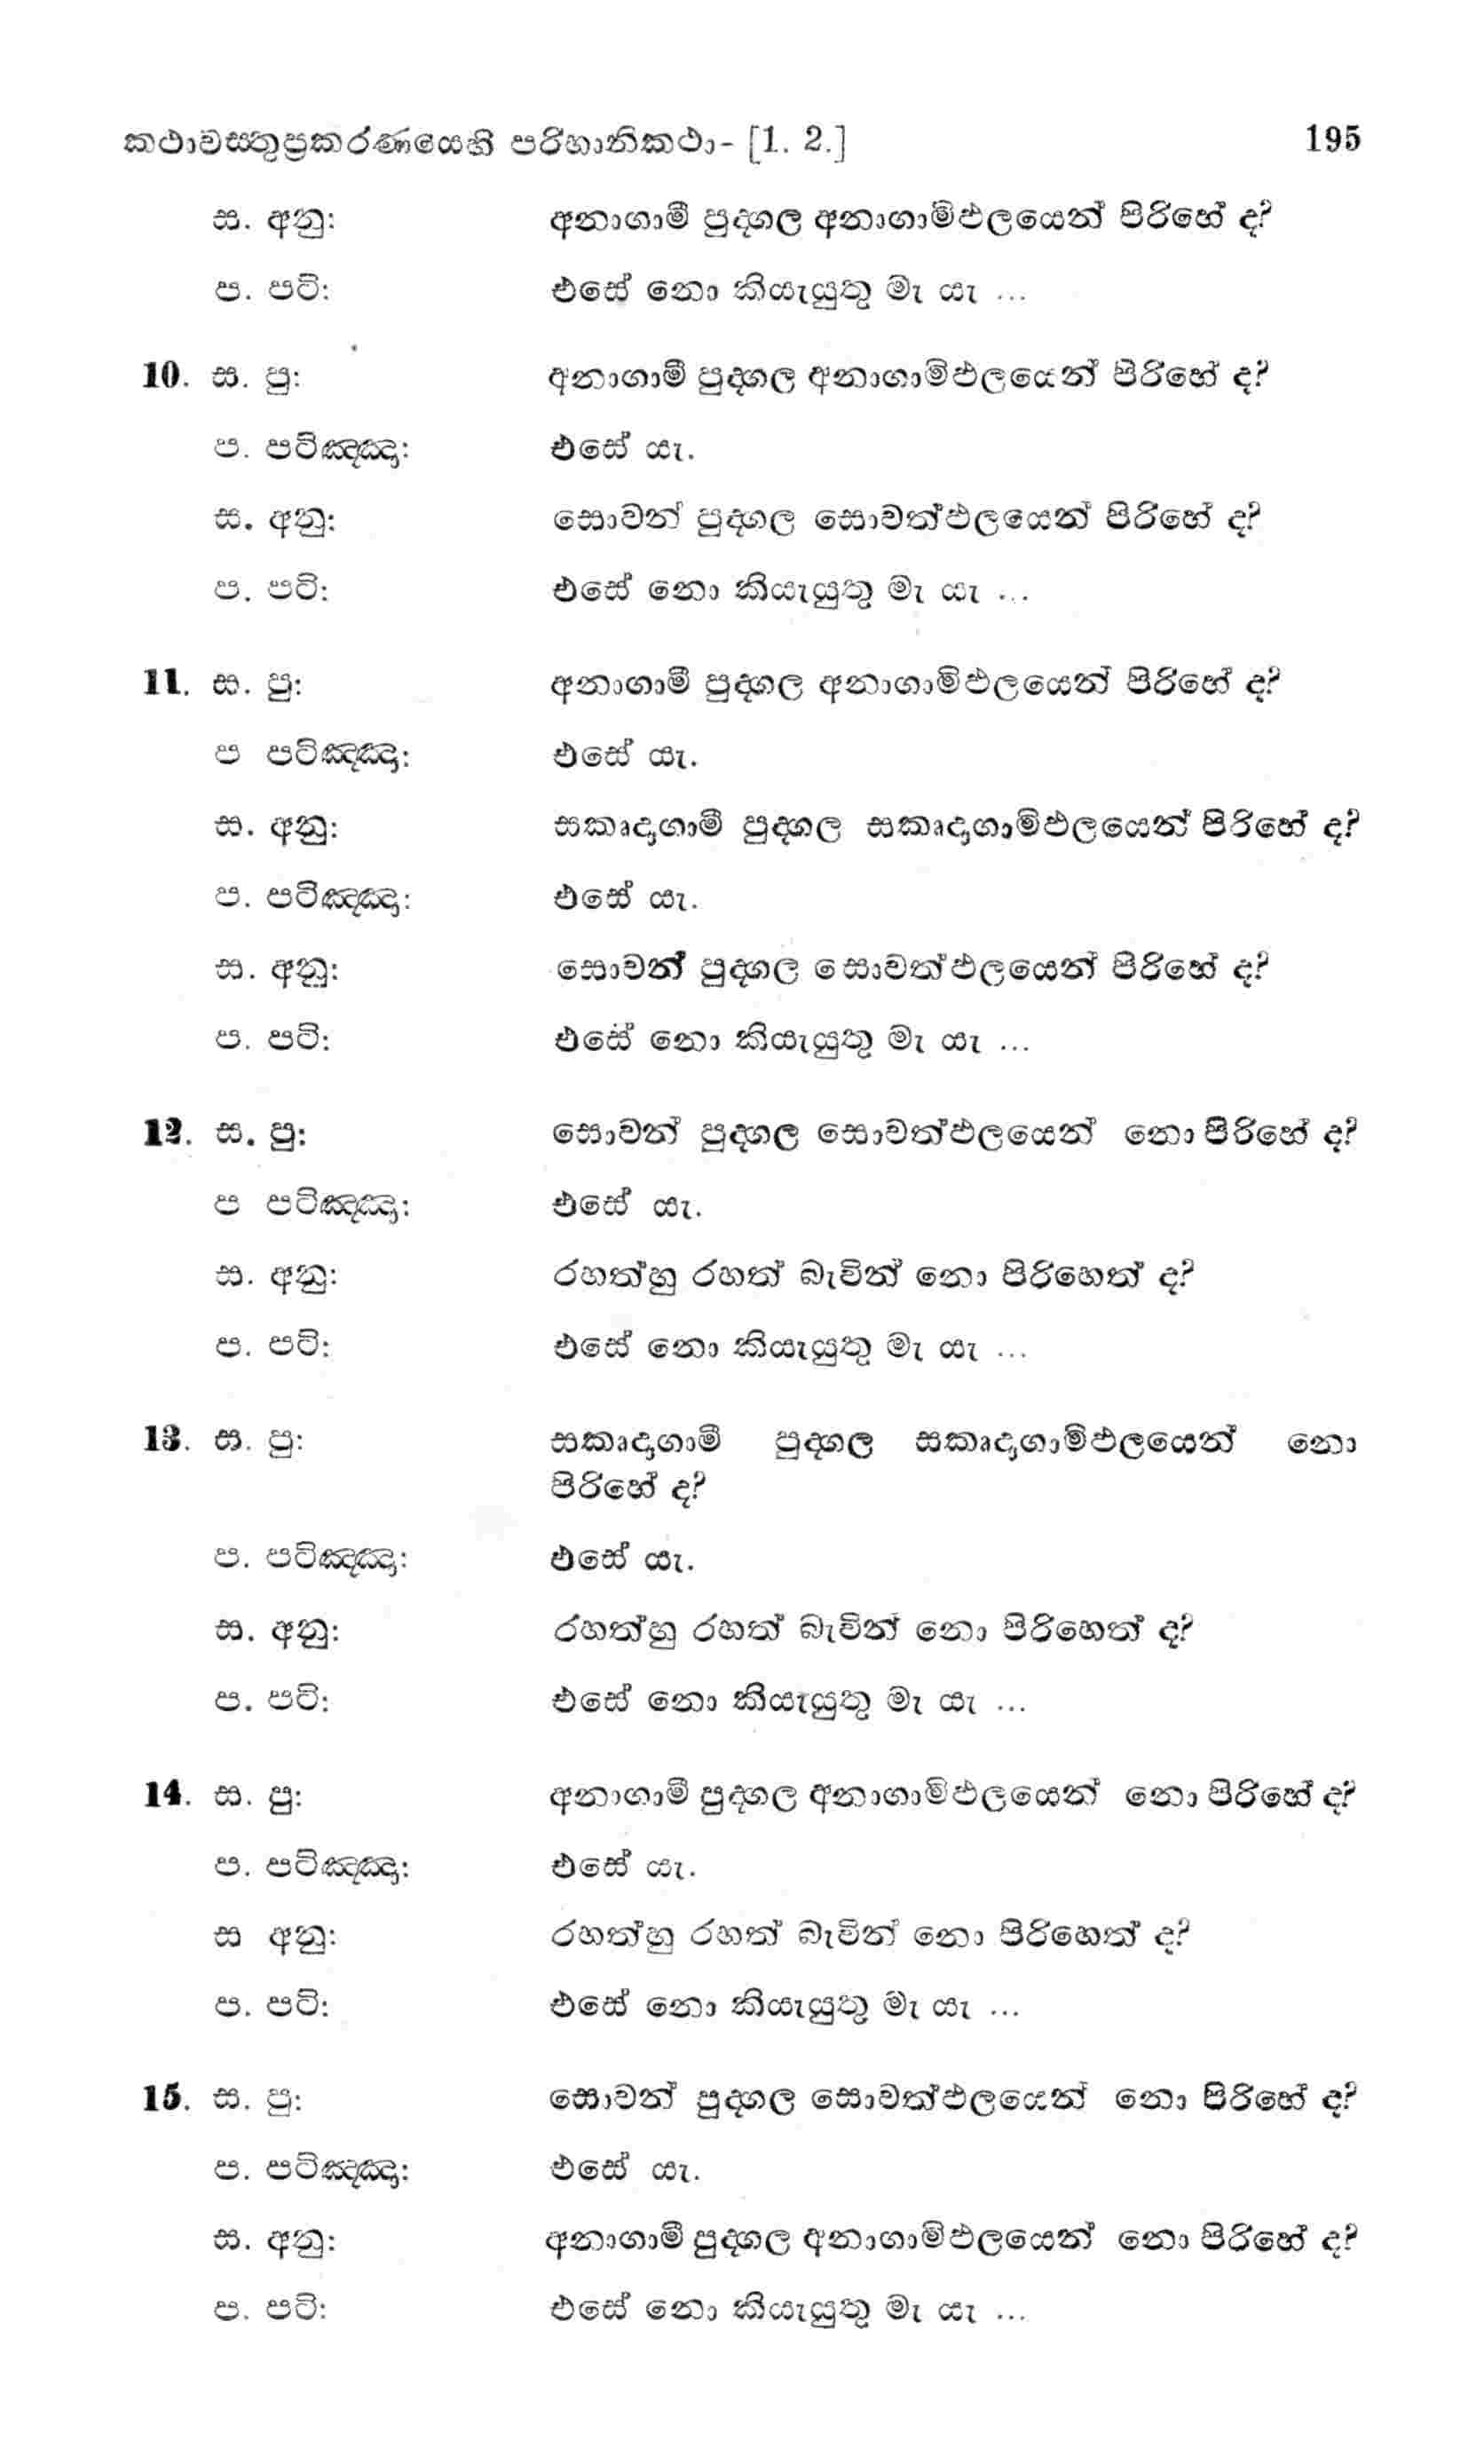 කථාවස්තුප්‍රකරණයෙහි පරිහානිකථා- [1. 2.] 195
ස. අනු: අනාගාමී පුද්ගල අනාගාමිඵලයෙන් පිරිහේ ද?
ප. පටි: එසේ නො කියැයුතු මැ යැ ...
10. ස. පු: අනාගාමී පුද්ගල අනාගාමිඵලයෙන් පිරිහේ ද?
ප. පටිඤ්ඤා: එසේ යැ.
ස. අනු: සොවන් පුද්ගල සොවන්ඵලයෙන් පිරිහේ ද?
ප. පටි: එසේ නො කියැයුතු මැ යැ ...
11. ස. පු: අනාගාමී පුද්ගල අනාගාමිඵලයෙන් පිරිහේ ද?
ප පටිඤ්ඤා: එසේ යැ.
ස. අනු: සකෘදාගාමී පුද්ගල සකෘදාගාමිඵලයෙන් පිරිහේ ද?
ප. පටිඤ්ඤා: එසේ යැ.
ස. අනු: සොවන් පුද්ගල සොවන්ඵලයෙන් පිරිහේ ද?
ප. පටි: එසේ නො කියැයුතු මැ යැ ...
12. ස. පු: සොවන් පුද්ගල සොවන්ඵලයෙන් නො පිරිහේ ද?
ප පටිඤ්ඤා: එසේ යැ.
ස. අනු: රහත්හු රහත් බැවින් නො පිරිහෙත් ද?
ප. පටි: එසේ නො කියැයුතු මැ යැ ...
13. ස. පු: සකෘදාගාමී පුද්ගල සකෘදාගාමිඵලයෙන් නො
පිරිහේ ද?
ප. පටිඤ්ඤා: එසේ යැ.
ස. අනු: රහත්හු රහත් බැවින් නො පිරිහෙත් ද?
ප. පටි: එසේ නො කියැයුතු මැ යැ ...
14. ස. පු: අනාගාමී පුද්ගල අනාගාමිඵලයෙන් නො පිරිහේ ද?
ප. පටිඤ්ඤා: එසේ යැ.
ස අනු: රහත්හු රහත් බැවින් නො පිරිහෙත් ද?
ප. පටි: එසේ නො කියැයුතු මැ යැ ...
15. ස. පු: සොවන් පුද්ගල සොවන්ඵලයෙන් නො පිරිහේ ද?
ප. පටිඤ්ඤා: එසේ යැ.
ස. අනු: අනාගාමී පුද්ගල අනාගාමිඵලයෙන් නො පිරිහේ ද?
ප. පටි: එසේ නො කියැයුතු මැ යැ ...